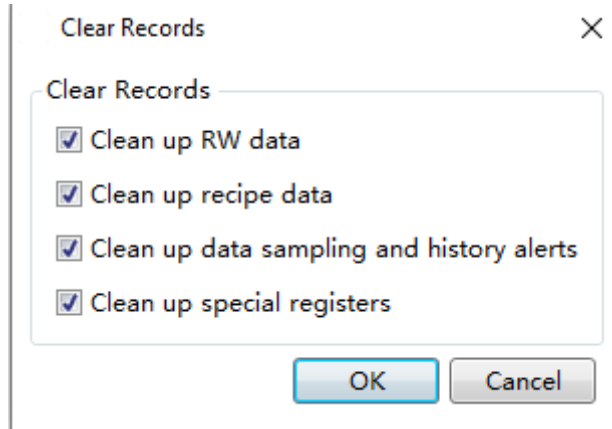 Clear Records
Clear Records
Clean up RW data
Clean up recipe data
Clean up data sampling and history alerts
Clean up special registers
OK Cancel